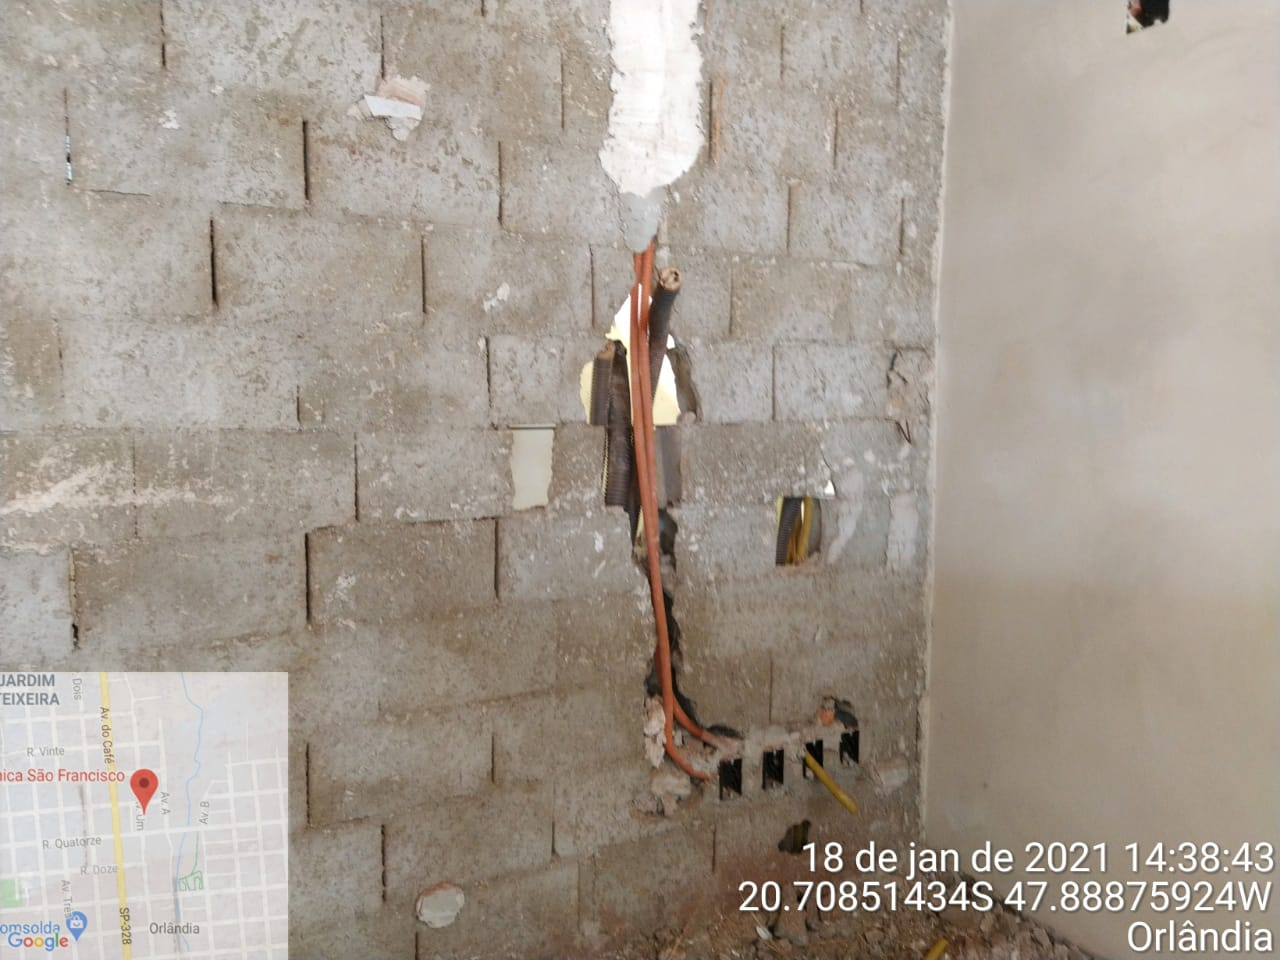 JARDIM
TEIXEIRA
Dois
Av. do Café
R. Vinte
nica São Francisco
Av. A
Um
Av. B
R. Quatorze
R. Doze
Av. Três
SP-328
Orlândia
omsolda
Google
18 de jan de 2021 14:38:43
20.70851434S 47.88875924W
Orlândia